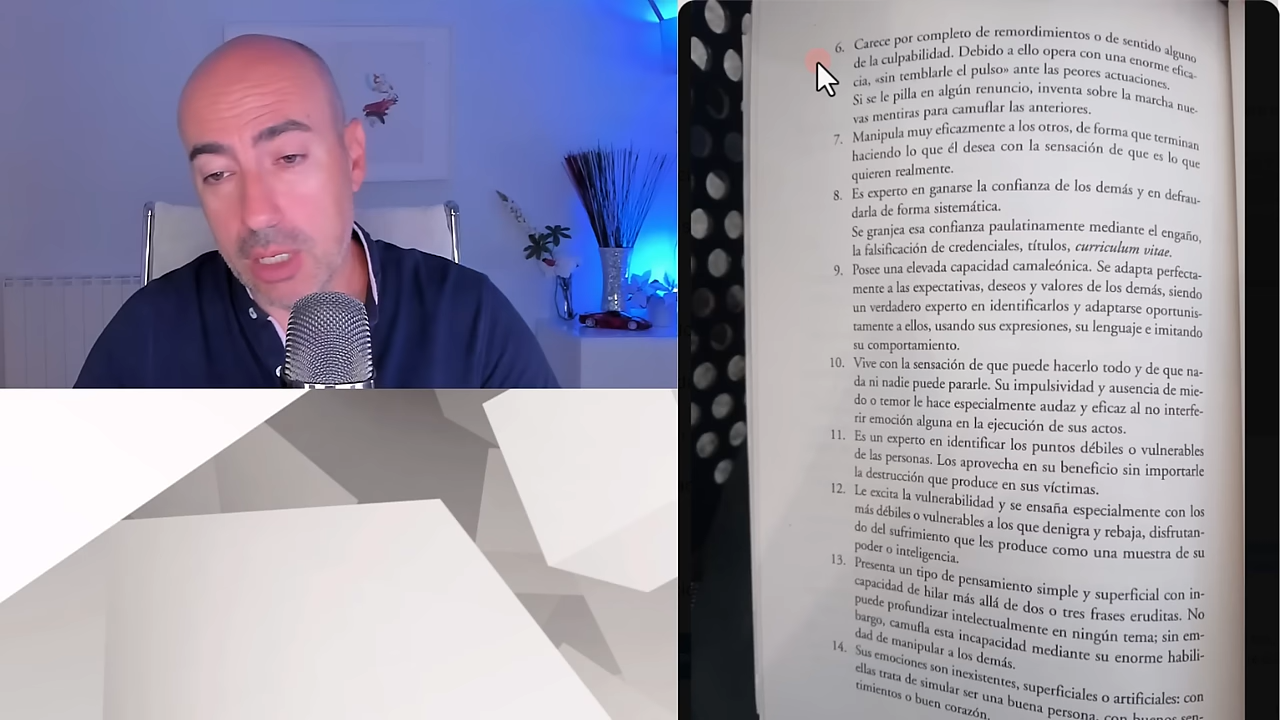 6. Carece por completo de remordimientos o de sentido alguno
de la culpabilidad. Debido a ello opera con una enorme efica-
cia, «sin temblarle el pulso» ante las peores actuaciones.
Si se le pilla en algún renuncio, inventa sobre la marcha nue-
vas mentiras para camuflar las anteriores.
7. Manipula muy eficazmente a los otros, de forma que terminan
haciendo lo que él desea con la sensación de que es lo que
quieren realmente.
8. Es experto en ganarse la confianza de los demás y en defrau-
darla de forma sistemática.
Se granjea esa confianza paulatinamente mediante el engaño,
la falsificación de credenciales, títulos, curriculum vitae.
9. Posee una elevada capacidad camaleónica. Se adapta perfecta-
mente a las expectativas, deseos y valores de los demás, siendo
un verdadero experto en identificarlos y adaptarse oportunis-
tamente a ellos, usando sus expresiones, su lenguaje e imitando
su comportamiento.
10. Vive con la sensación de que puede hacerlo todo y de que na-
da ni nadie puede pararle. Su impulsividad y ausencia de mie-
do o temor le hace especialmente audaz y eficaz al no interfe-
rir emoción alguna en la ejecución de sus actos.
11. Es un experto en identificar los puntos débiles o vulnerables
de las personas. Los aprovecha en su beneficio sin importarle
la destrucción que produce en sus víctimas.
12. Le excita la vulnerabilidad y se ensaña especialmente con los
más débiles o vulnerables a los que denigra y rebaja, disfrutan-
do del sufrimiento que les produce como una muestra de su
poder o inteligencia.
13. Presenta un tipo de pensamiento simple y superficial con in-
capacidad de hilar más allá de dos o tres frases eruditas. No
puede profundizar intelectualmente en ningún tema; sin em-
bargo, camufla esta incapacidad mediante su enorme habili-
dad de manipular a los demás.
14. Sus emociones son inexistentes, superficiales o artificiales: con
ellas trata de simular ser una buena persona, con buenos sen-
timientos o buen corazón.